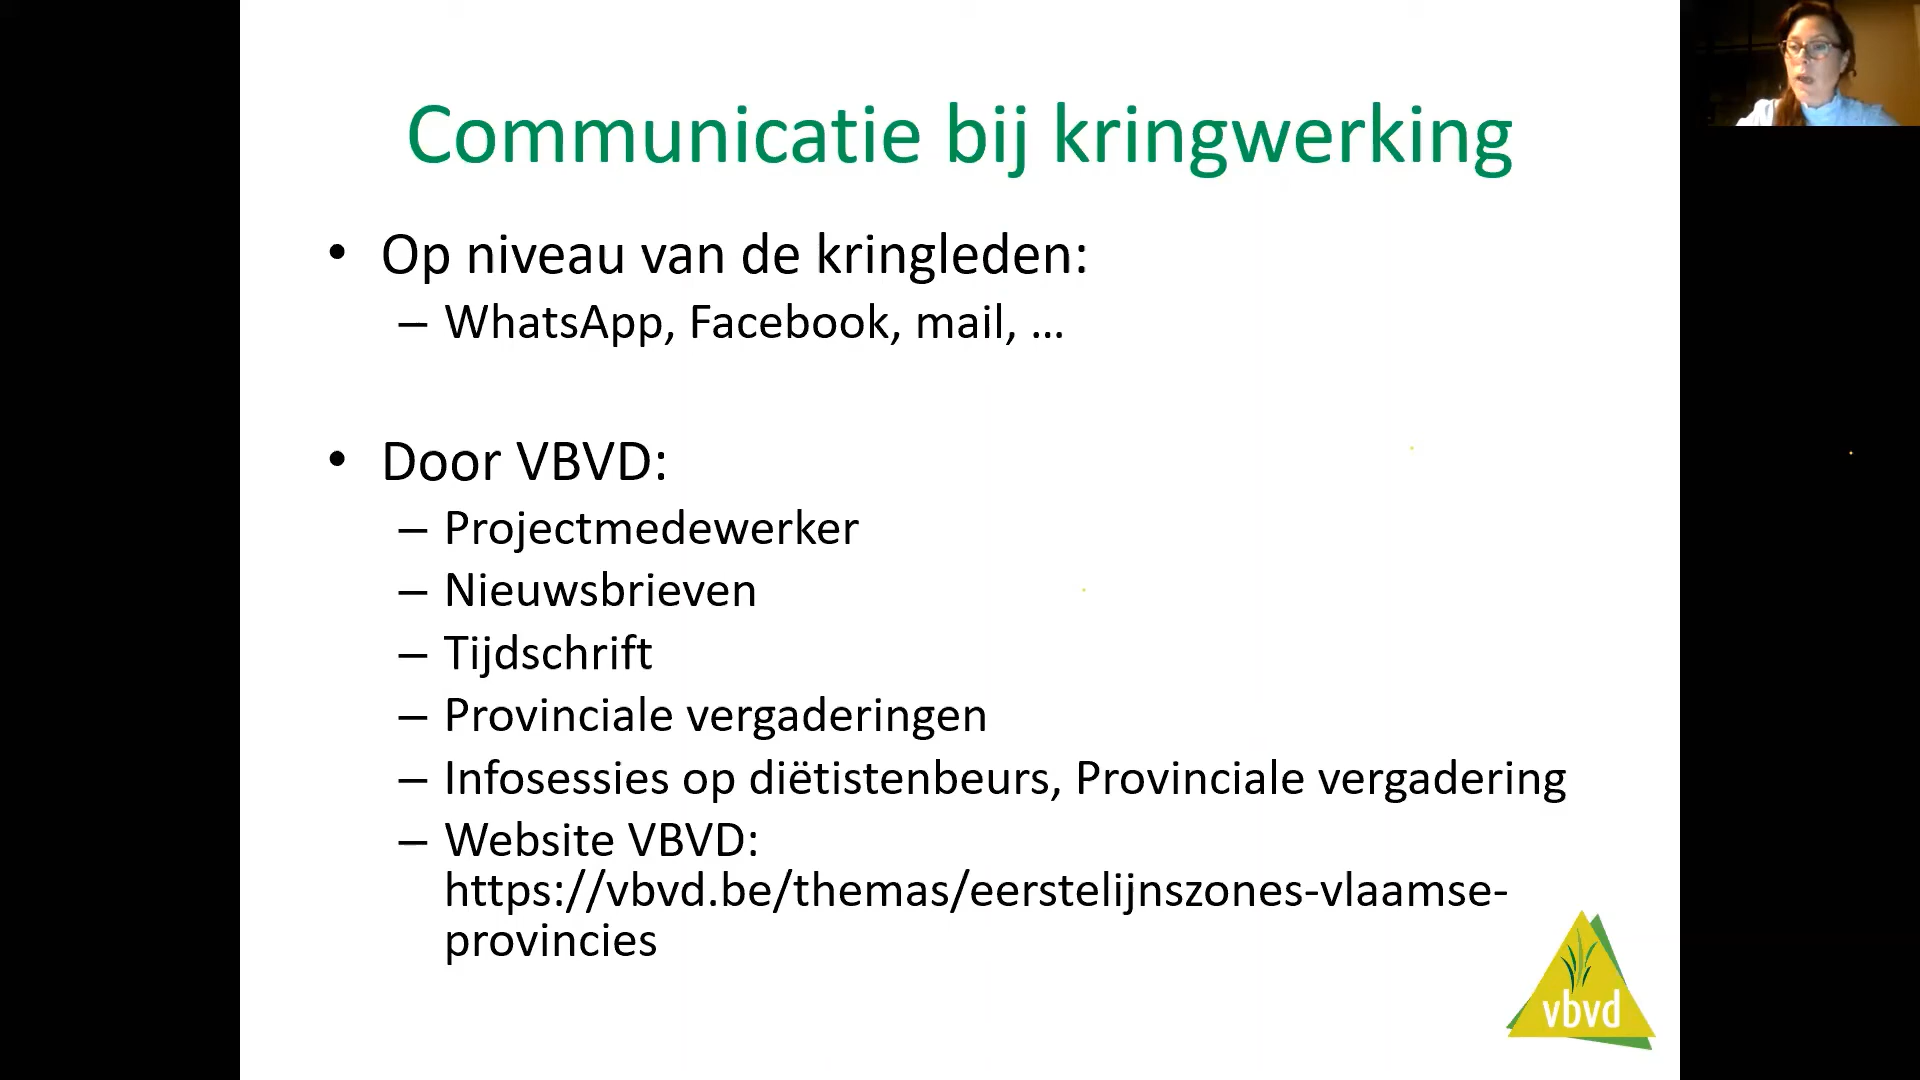 Communicatie bij kringwerking
• Op niveau van de kringleden:
– WhatsApp, Facebook, mail, ...
• Door VBVD:
– Projectmedewerker
– Nieuwsbrieven
– Tijdschrift
– Provinciale vergaderingen
– Infosessies op diëtistenbeurs, Provinciale vergadering
– Website VBVD:
https://vbvd.be/themas/eerstelijnszones-vlaamse-
provincies
vbvd